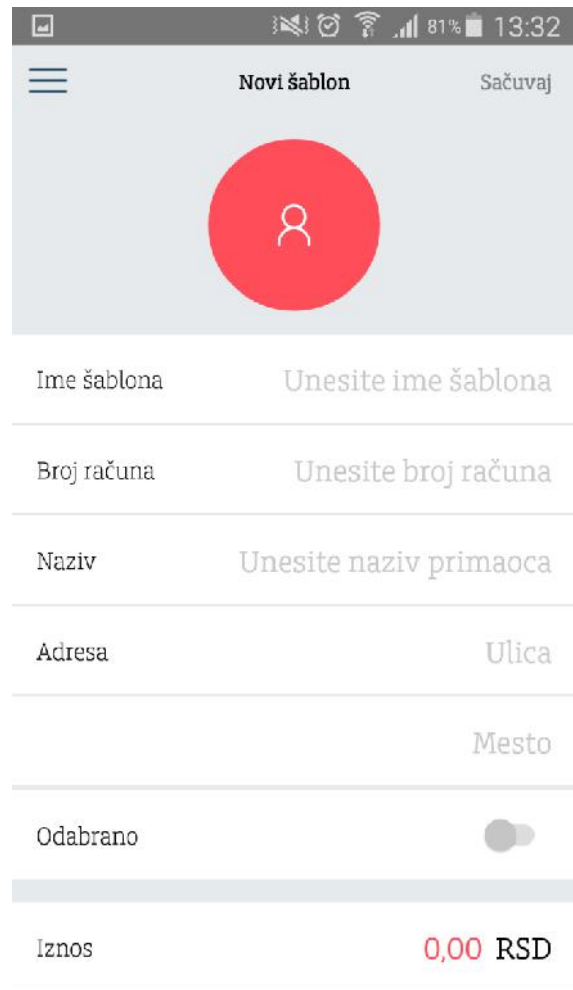 81% 13:32
Novi šablon Sačuvaj
Ime šablona Unesite ime šablona
Broj računa Unesite broj računa
Naziv Unesite naziv primaoca
Adresa Ulica
Mesto
Odabrano
Iznos 0,00 RSD